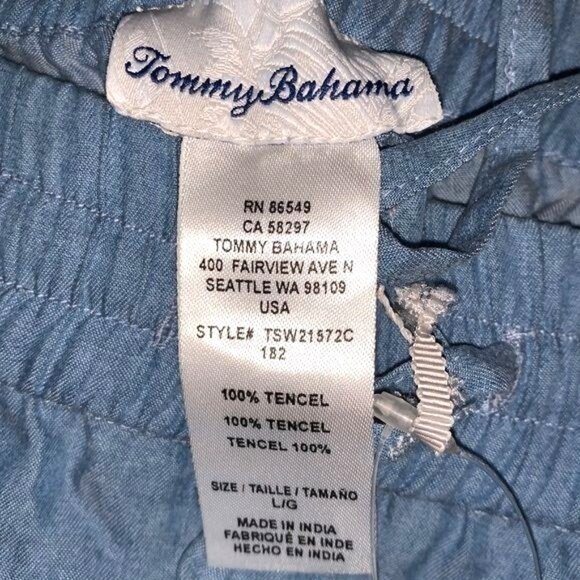 Tommy Bahama
RN 86549
CA 58297
TOMMY BAHAMA
400 FAIRVIEW AVE N
SEATTLE WA 98109
USA
STYLE# TSW21572C
182
100% TENCEL
100% TENCEL
TENCEL 100%
SIZE / TAILLE / TAMAÑO
L/G
MADE IN INDIA
FABRIQUÉ EN INDE
HECHO EN INDIA